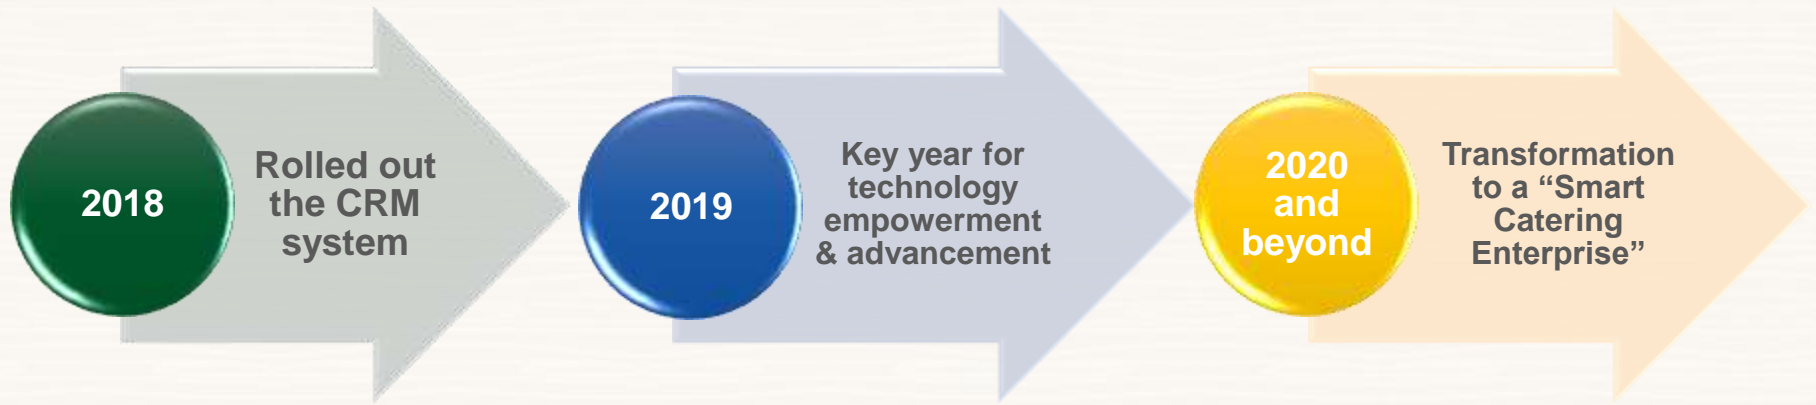 2018
Rolled out
the CRM
system
2019
Key year for
technology
empowerment
& advancement
2020
and
beyond
Transformation
to a “Smart
Catering
Enterprise”